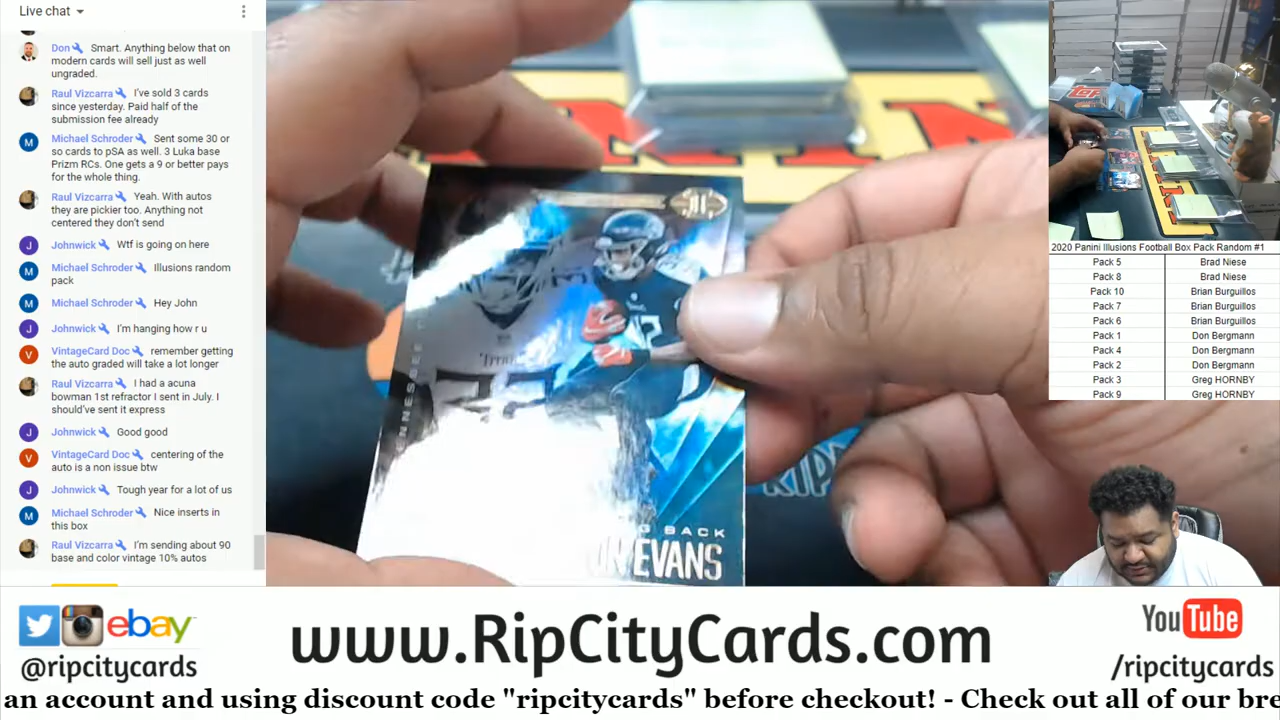 Live chat
Don Smart. Anything below that on
modern cards will sell just as well
ungraded.
Raul Vizcarra I've sold 3 cards
since yesterday. Paid half of the
submission fee already
Michael Schroder Sent some 30 or
so cards to pSA as well. 3 Luka base
Prizm RCs. One gets a 9 or better pays
for the whole thing.
Raul Vizcarra Yeah. With autos
they are pickier too. Anything not
centered they don't send
Johnwick Wtf is going on here
Michael Schroder Illusions random
pack
Michael Schroder Hey John
Johnwick I'm hanging how r u
VintageCard Doc remember getting
the auto graded will take a lot longer
Raul Vizcarra I had a acuna
bowman 1st refractor I sent in July. I
should've sent it express
Johnwick Good good
VintageCard Doc centering of the
auto is a non issue btw
Johnwick Tough year for a lot of us
Michael Schroder Nice inserts in
this box
Raul Vizcarra I'm sending about 90
base and color vintage 10% autos
BACK
EVANS
2020 Panini Illusions Football Box Pack Random #1
Pack 5 Brad Niese
Pack 8 Brad Niese
Pack 10 Brian Burguillos
Pack 7 Brian Burguillos
Pack 6 Brian Burguillos
Pack 1 Don Bergmann
Pack 4 Don Bergmann
Pack 2 Don Bergmann
Pack 3 Greg HORNBY
Pack 9 Greg HORNBY
ebay
@ripcitycards
www.RipCityCards.com
YouTube
/ripcitycards
an account and using discount code "ripcitycards" before checkout! - Check out all of our bre